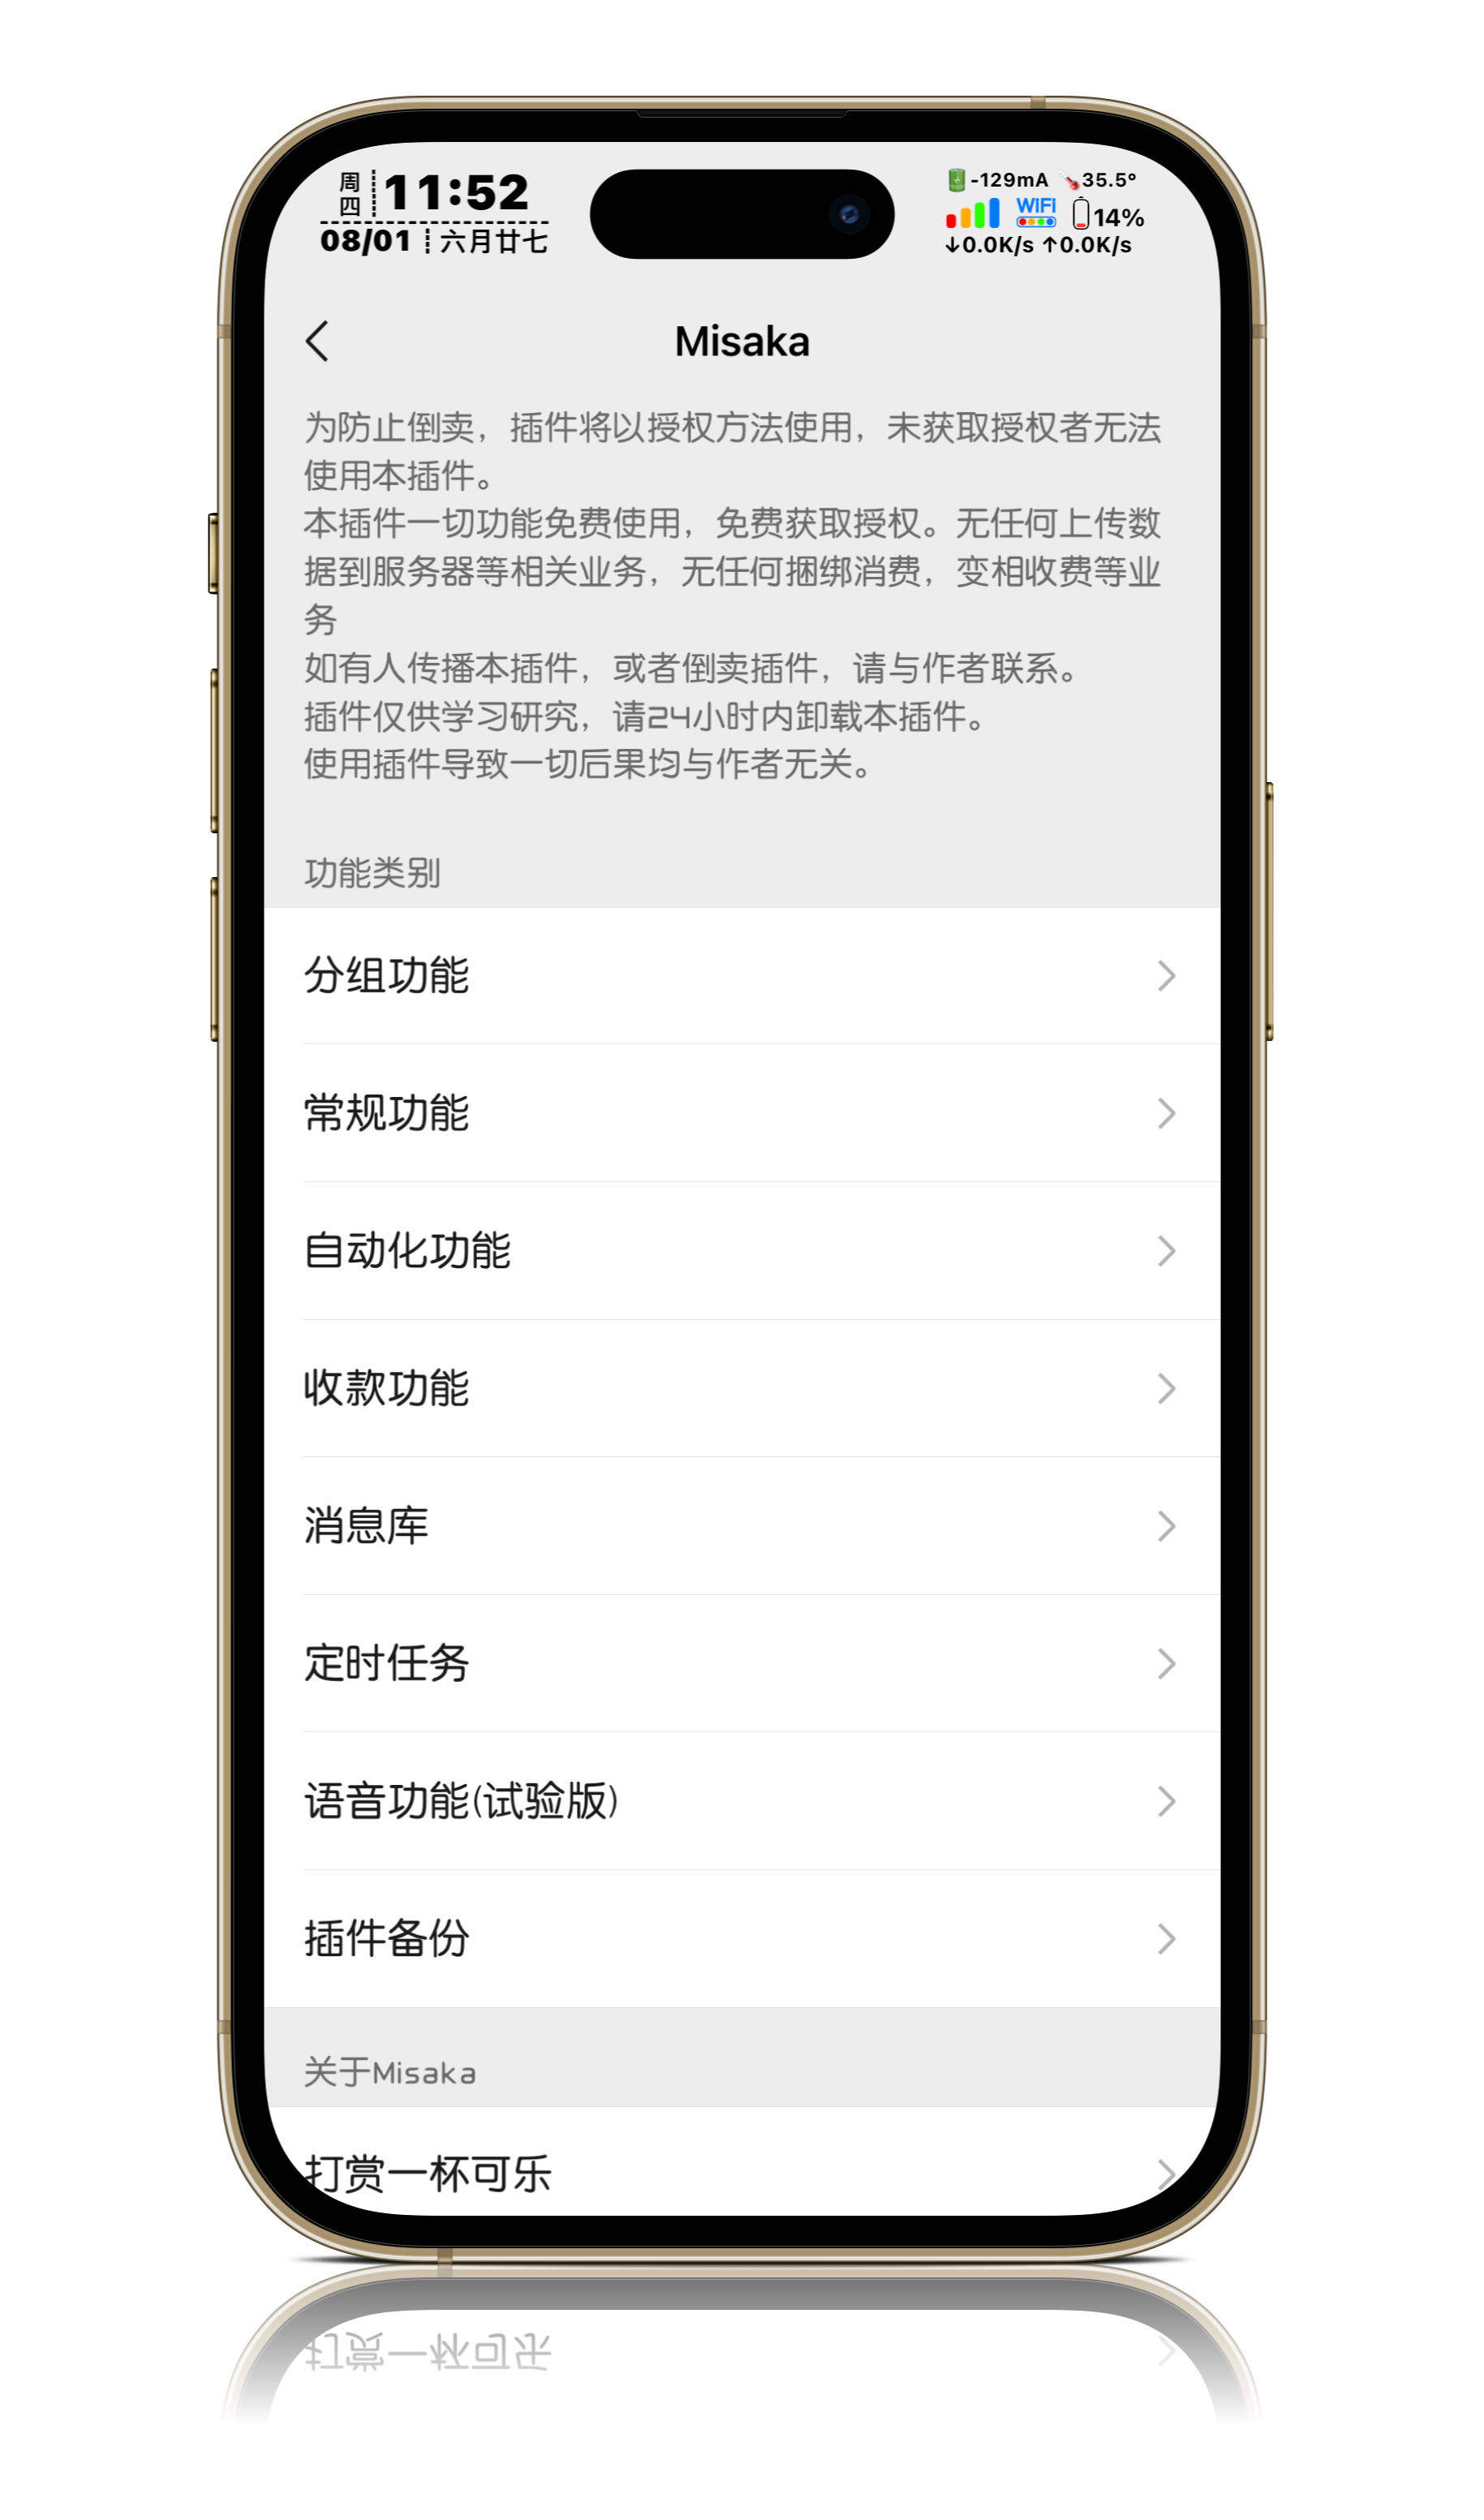 周四 11:52
08/01 六月廿七
-129mA 35.5°
WIFI 14%
↓0.0K/s ↑0.0K/s
Misaka
为防止倒卖，插件将以授权方法使用，未获取授权者无法
使用本插件。
本插件一切功能免费使用，免费获取授权。无任何上传数
据到服务器等相关业务，无任何捆绑消费，变相收费等业
务
如有人传播本插件，或者倒卖插件，请与作者联系。
插件仅供学习研究，请24小时内卸载本插件。
使用插件导致一切后果均与作者无关。
功能类别
分组功能
常规功能
自动化功能
收款功能
消息库
定时任务
语音功能(试验版)
插件备份
关于Misaka
打赏一杯可乐